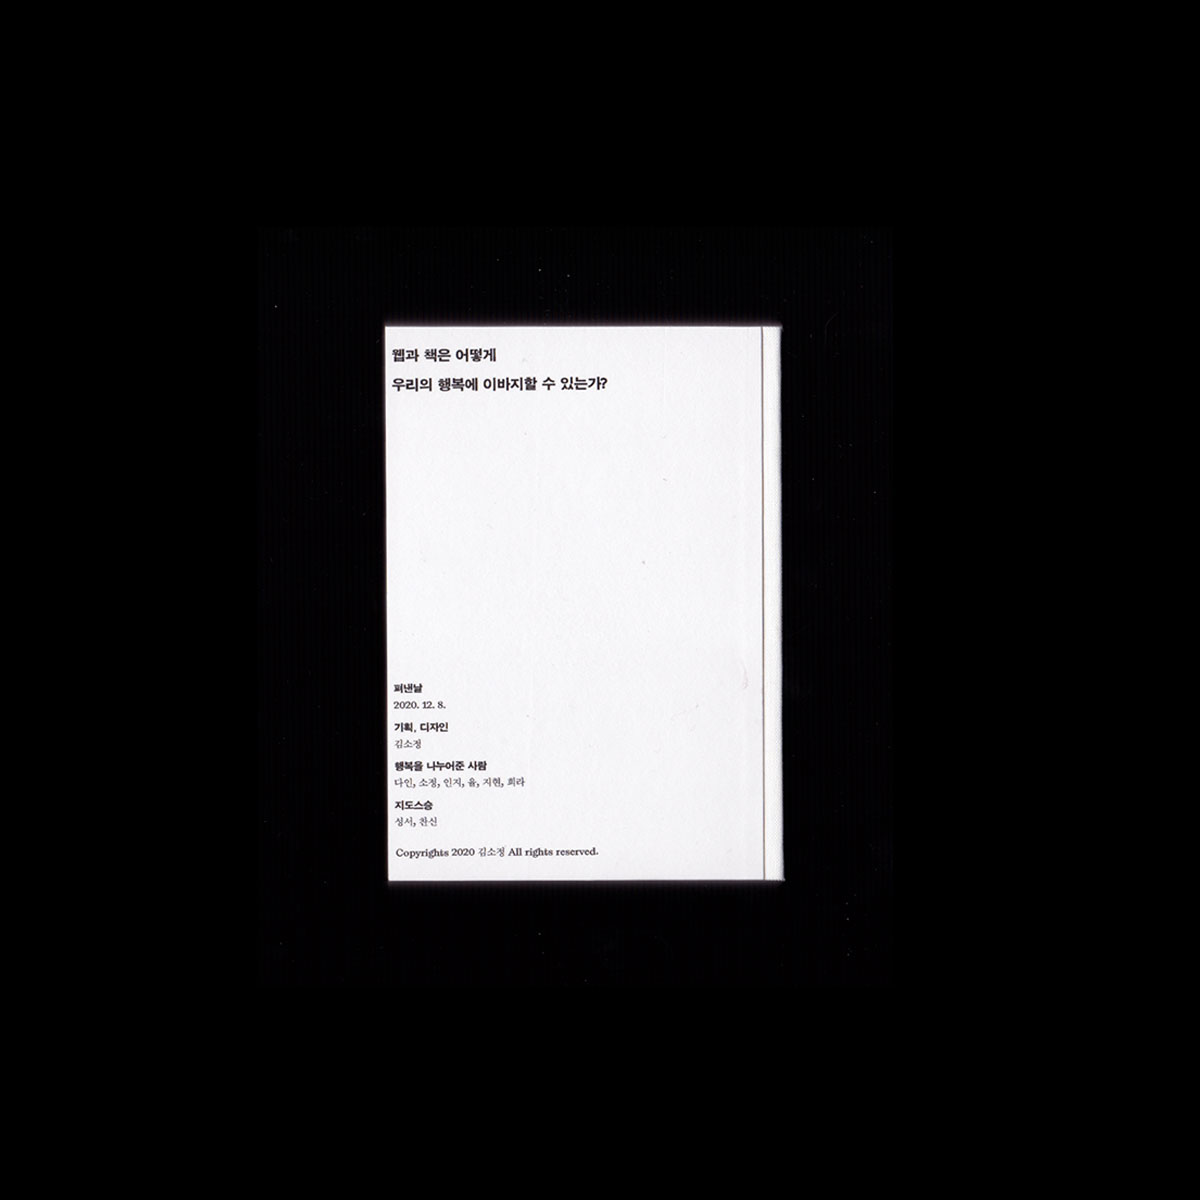 웹과 책은 어떻게
우리의 행복에 이바지할 수 있는가?
펴낸날
2020. 12. 8.
기획, 디자인
김소정
행복을 나누어준 사람
다인, 소정, 인지, 율, 지현, 희라
지도스승
성서, 찬신
Copyrights 2020 김소정 All rights reserved.